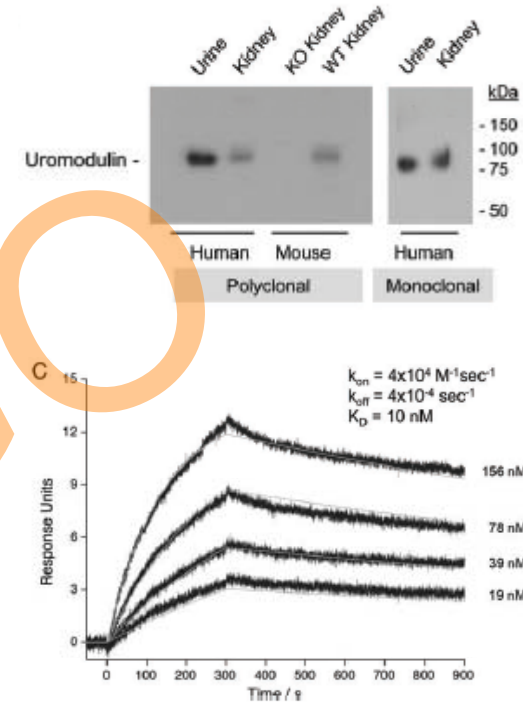 Urine Kidney KO Kidney WT Kidney Urine Kidney
kDa
- 150
- 100
Uromodulin -
- 75
- 50
Human Mouse Human
Polyclonal Monoclonal
C
kon = 4x10⁴ M⁻¹sec⁻¹
koff = 4x10⁻⁴ sec⁻¹
KD = 10 nM
15
12
9
6
3
0
Response Units
156 nM
78 nM
39 nM
19 nM
0 100 200 300 400 500 600 700 800 900
Time / s